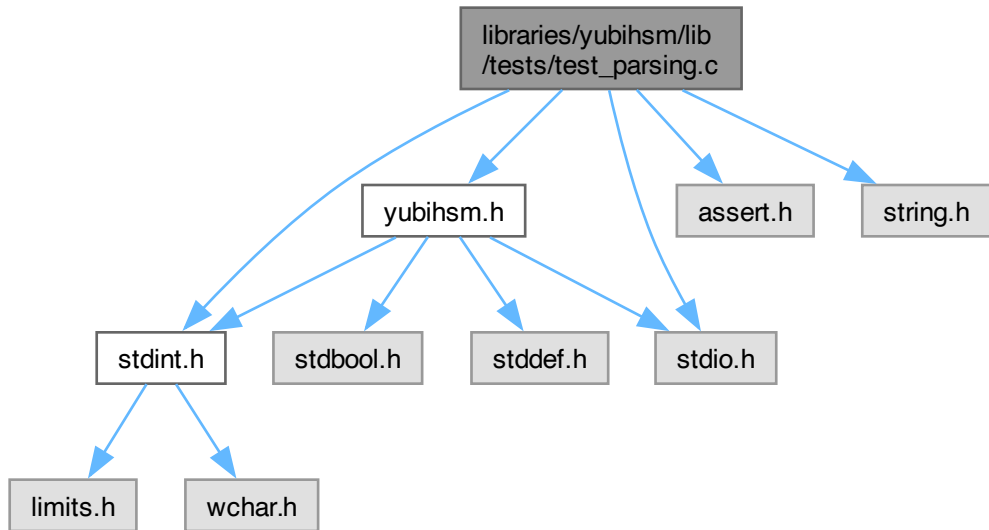 libraries/yubihsm/lib
/tests/test_parsing.c
yubihsm.h
assert.h
string.h
stdint.h
stdbool.h
stddef.h
stdio.h
limits.h
wchar.h